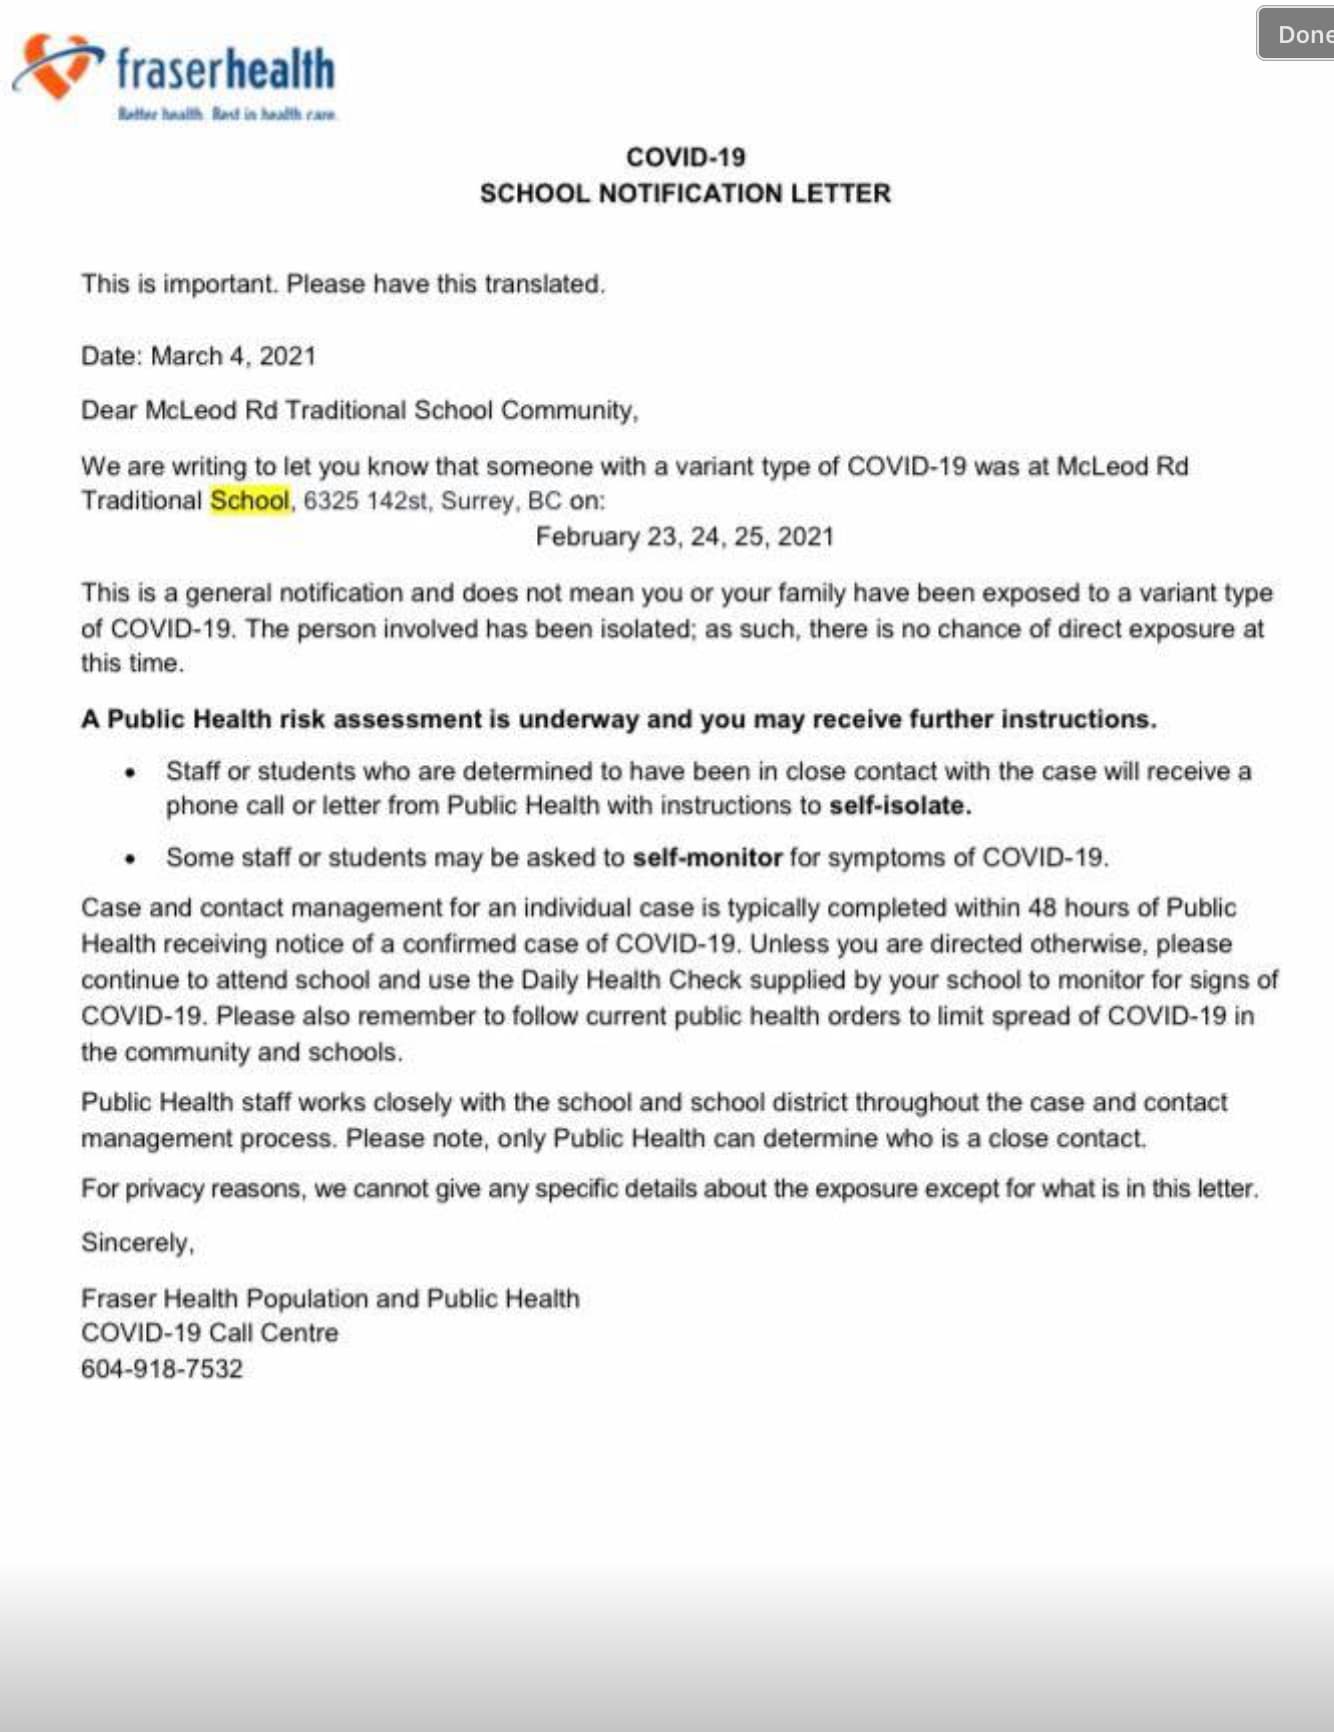 Done
fraserhealth
Better health. Best in health care.
COVID-19
SCHOOL NOTIFICATION LETTER
This is important. Please have this translated.
Date: March 4, 2021
Dear McLeod Rd Traditional School Community,
We are writing to let you know that someone with a variant type of COVID-19 was at McLeod Rd
Traditional School, 6325 142st, Surrey, BC on:
February 23, 24, 25, 2021
This is a general notification and does not mean you or your family have been exposed to a variant type
of COVID-19. The person involved has been isolated; as such, there is no chance of direct exposure at
this time.
A Public Health risk assessment is underway and you may receive further instructions.
• Staff or students who are determined to have been in close contact with the case will receive a
phone call or letter from Public Health with instructions to self-isolate.
• Some staff or students may be asked to self-monitor for symptoms of COVID-19.
Case and contact management for an individual case is typically completed within 48 hours of Public
Health receiving notice of a confirmed case of COVID-19. Unless you are directed otherwise, please
continue to attend school and use the Daily Health Check supplied by your school to monitor for signs of
COVID-19. Please also remember to follow current public health orders to limit spread of COVID-19 in
the community and schools.
Public Health staff works closely with the school and school district throughout the case and contact
management process. Please note, only Public Health can determine who is a close contact.
For privacy reasons, we cannot give any specific details about the exposure except for what is in this letter.
Sincerely,
Fraser Health Population and Public Health
COVID-19 Call Centre
604-918-7532